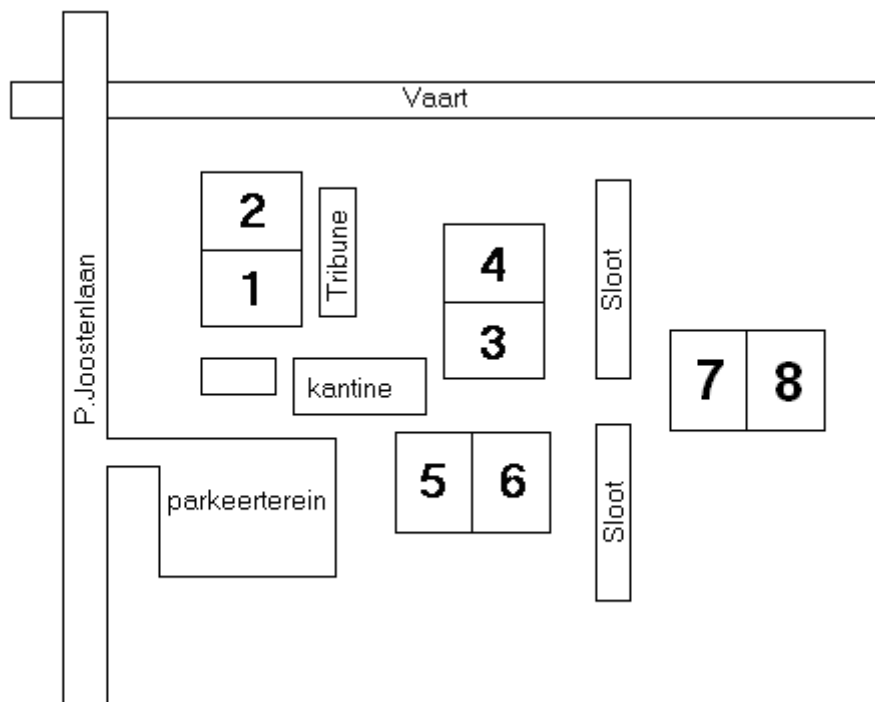 Vaart
P.Joostenlaan
2
1
Tribune
4
3
Sloot
7
8
kantine
5
6
parkeerterein
Sloot